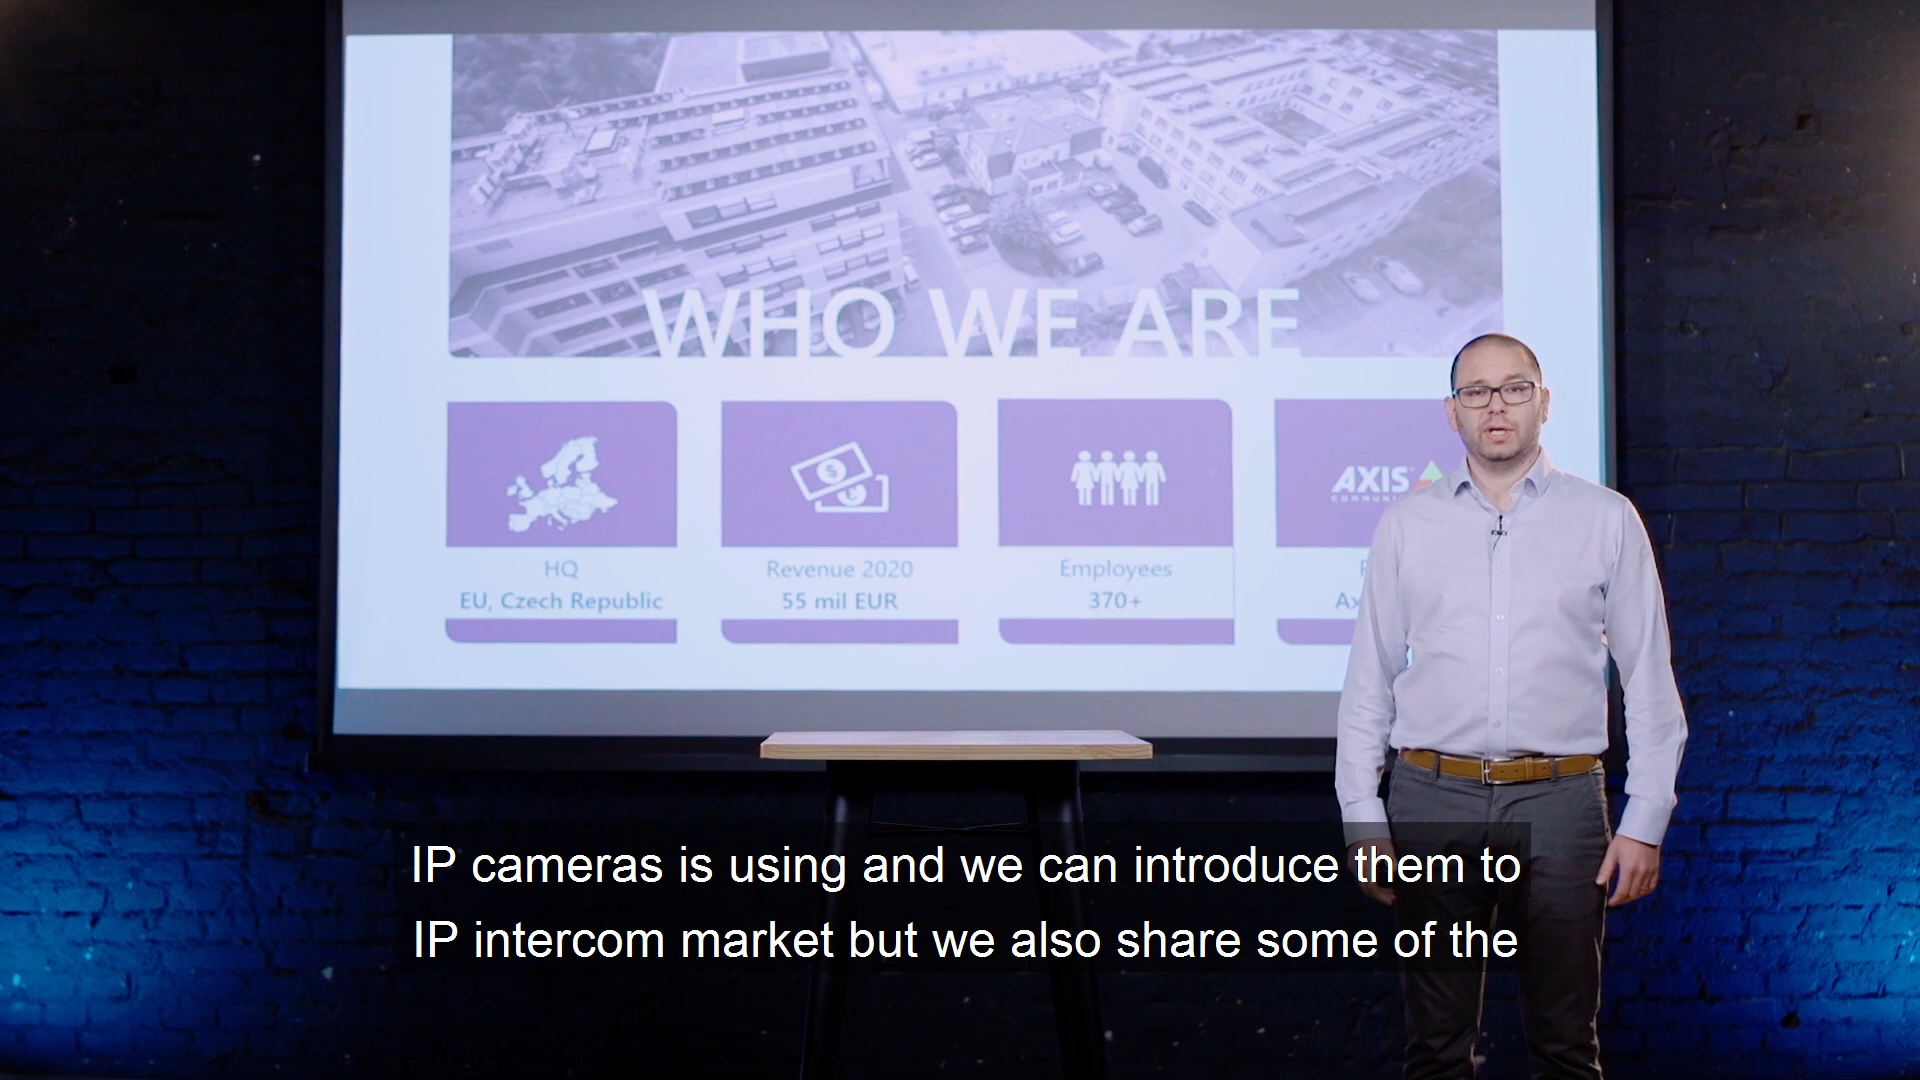 WHO WE ARE
AXIS
HQ
EU, Czech Republic
Revenue 2020
55 mil EUR
Employees
370+
IP cameras is using and we can introduce them to
IP intercom market but we also share some of the